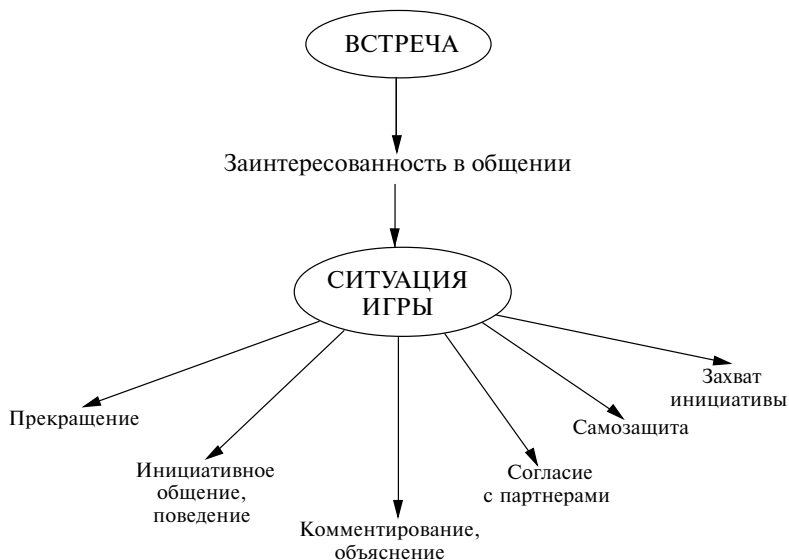 ВСТРЕЧА
Заинтересованность в общении
СИТУАЦИЯ
ИГРЫ
Прекращение
Инициативное
общение,
поведение
Комментирование,
объяснение
Согласие
с партнерами
Самозащита
Захват
инициативы